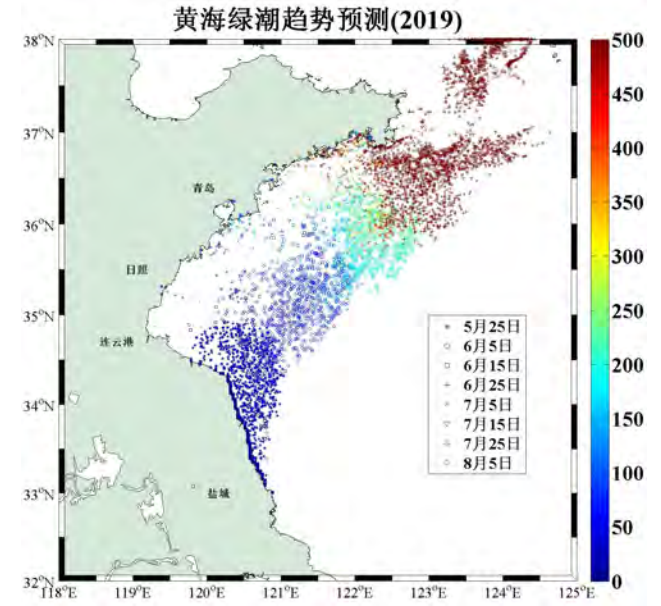 黄海绿潮趋势预测(2019)
38°N
37°N
36°N
35°N
34°N
33°N
32°N
118°E
119°E
120°E
121°E
122°E
123°E
124°E
125°E
青岛
日照
连云港
盐城
5月25日
6月5日
6月15日
6月25日
7月5日
7月15日
7月25日
8月5日
500
450
400
350
300
250
200
150
100
50
0